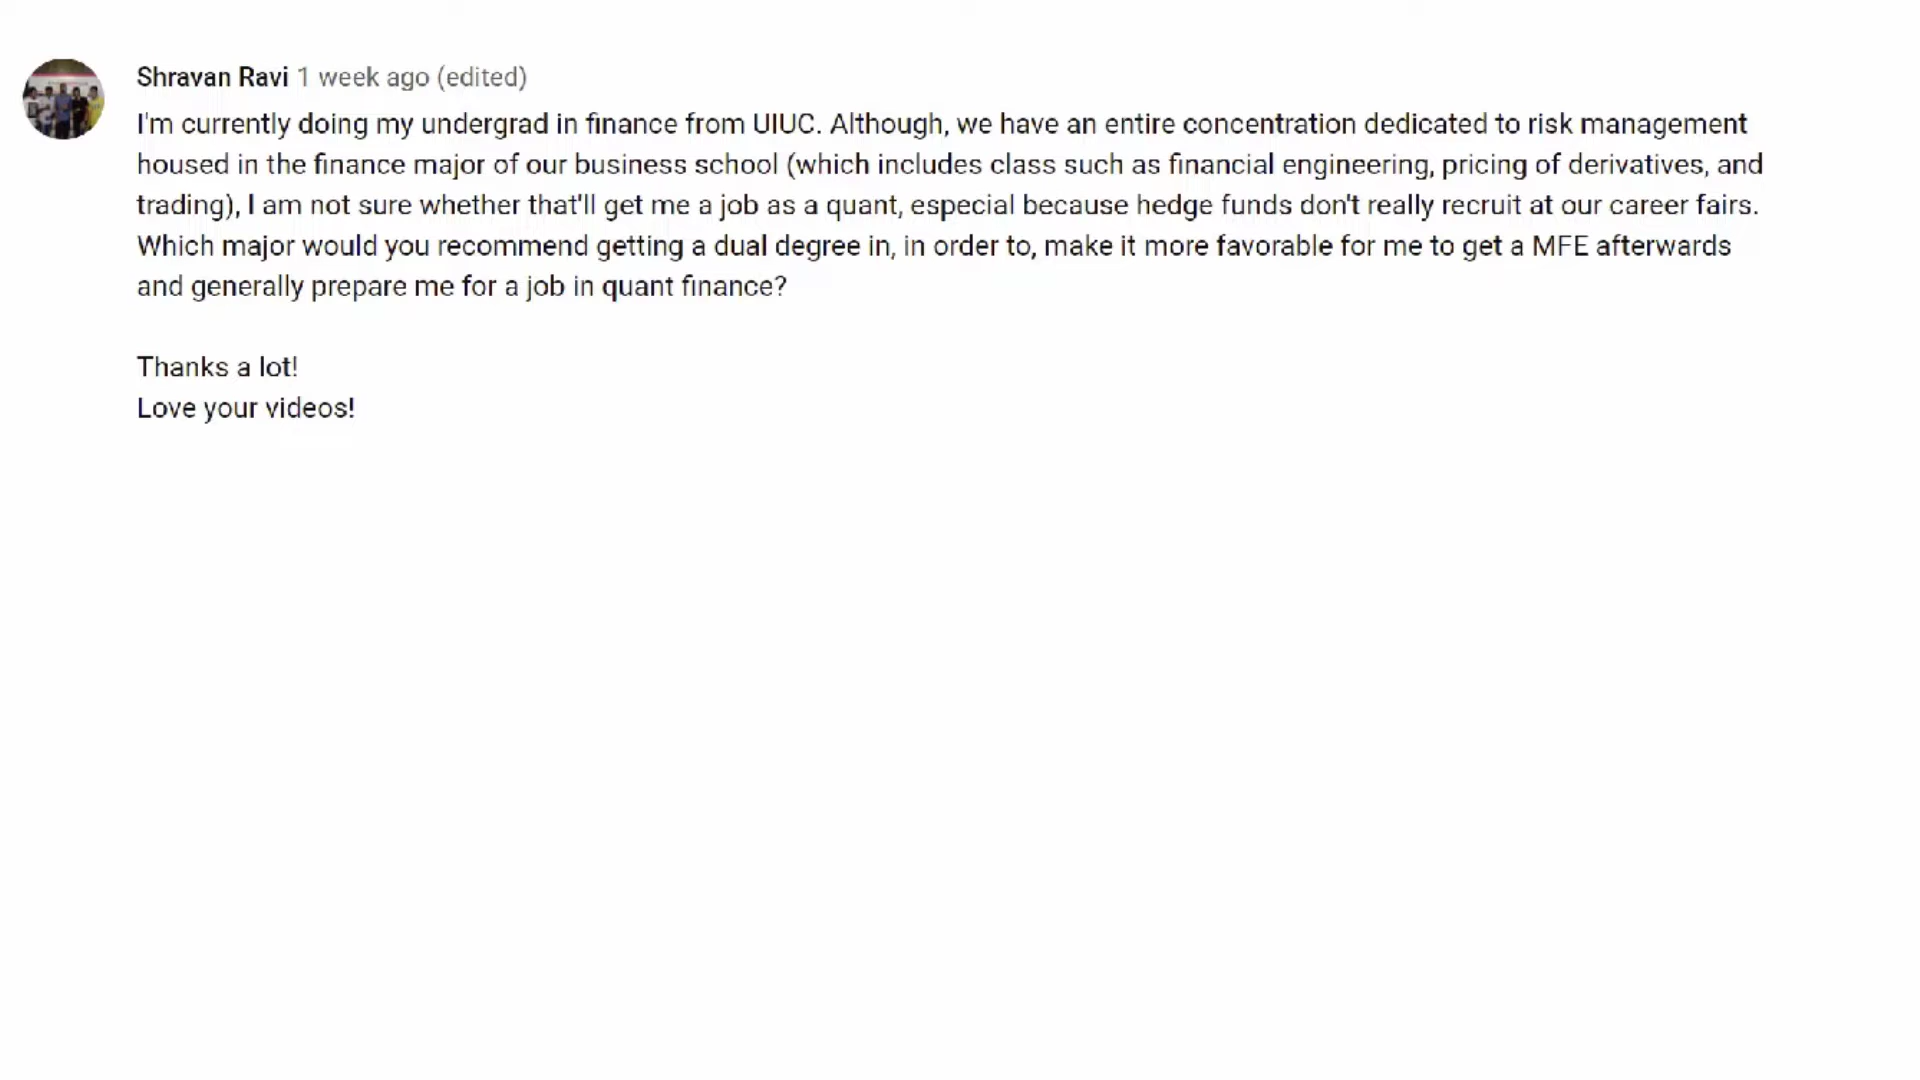 Shravan Ravi 1 week ago (edited)
I'm currently doing my undergrad in finance from UIUC. Although, we have an entire concentration dedicated to risk management
housed in the finance major of our business school (which includes class such as financial engineering, pricing of derivatives, and
trading), I am not sure whether that'll get me a job as a quant, especial because hedge funds don't really recruit at our career fairs.
Which major would you recommend getting a dual degree in, in order to, make it more favorable for me to get a MFE afterwards
and generally prepare me for a job in quant finance?
Thanks a lot!
Love your videos!